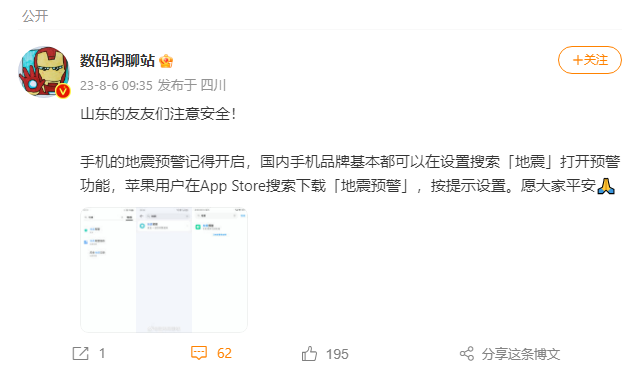 公开
数码闲聊站
+关注
23-8-6 09:35 发布于 四川
山东的友友们注意安全！
手机的地震预警记得开启，国内手机品牌基本都可以在设置搜索「地震」打开预警
功能，苹果用户在App Store搜索下载「地震预警」，按提示设置。愿大家平安🙏
1
62
195
分享这条博文